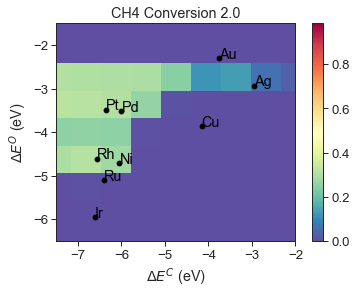 CH4 Conversion 2.0
ΔE^O (eV)
−2
−3
−4
−5
−6
Au
Ag
Pt
Pd
Cu
Rh
Ni
Ru
Ir
0.8
0.6
0.4
0.2
0.0
−7
−6
−5
−4
−3
−2
ΔE^C (eV)